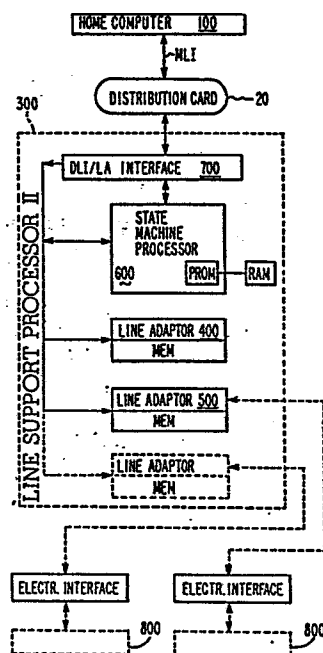 HOME COMPUTER 100
MLI
DISTRIBUTION CARD
20
300
DLI/LA INTERFACE 700
LINE SUPPORT PROCESSOR II
STATE
MACHINE
PROCESSOR
600
PROM
RAM
LINE ADAPTOR 400
MEM
LINE ADAPTOR 500
MEM
LINE ADAPTOR
MEM
ELECTR. INTERFACE
ELECTR. INTERFACE
800
800